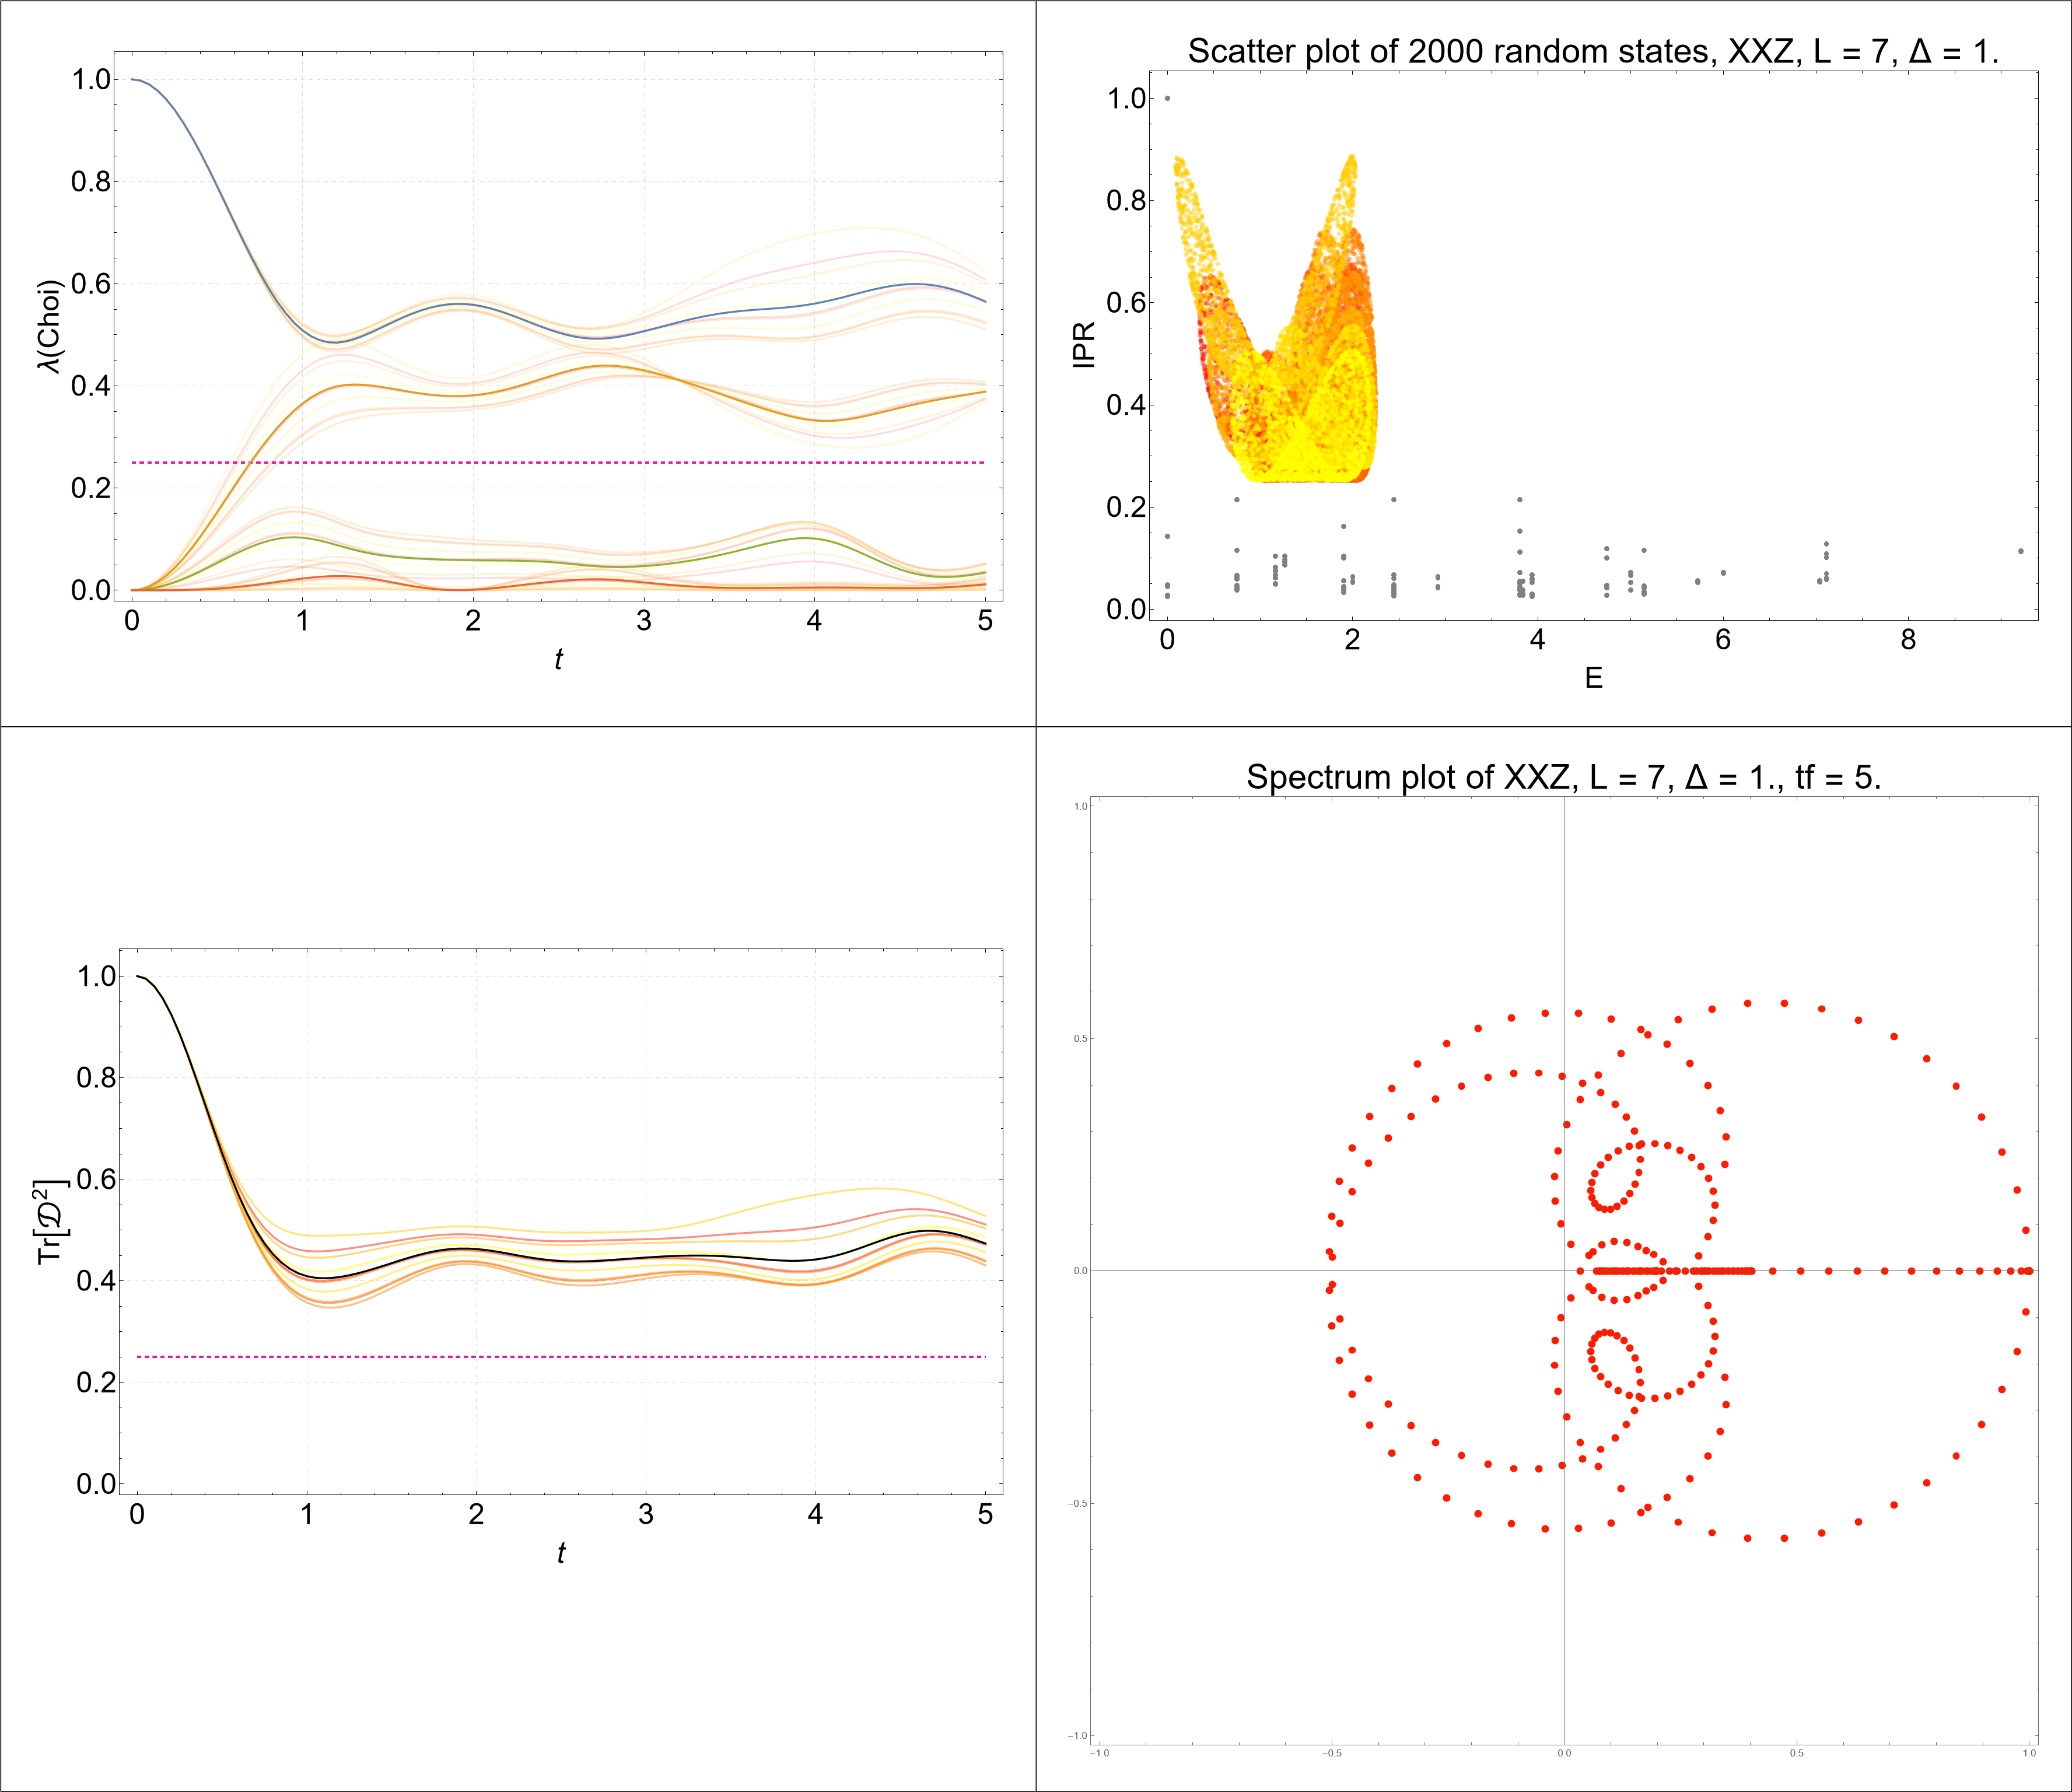 1.0
0.8
0.6
0.4
0.2
0.0
λ(Choi)
0 1 2 3 4 5
t
Scatter plot of 2000 random states, XXZ, L = 7, Δ = 1.
1.0
0.8
0.6
0.4
0.2
0.0
IPR
0 2 4 6 8
E
1.0
0.8
0.6
0.4
0.2
0.0
Tr[𝒟²]
0 1 2 3 4 5
t
Spectrum plot of XXZ, L = 7, Δ = 1., tf = 5.
1.0
0.5
0.0
−0.5
−1.0
−1.0 −0.5 0.0 0.5 1.0